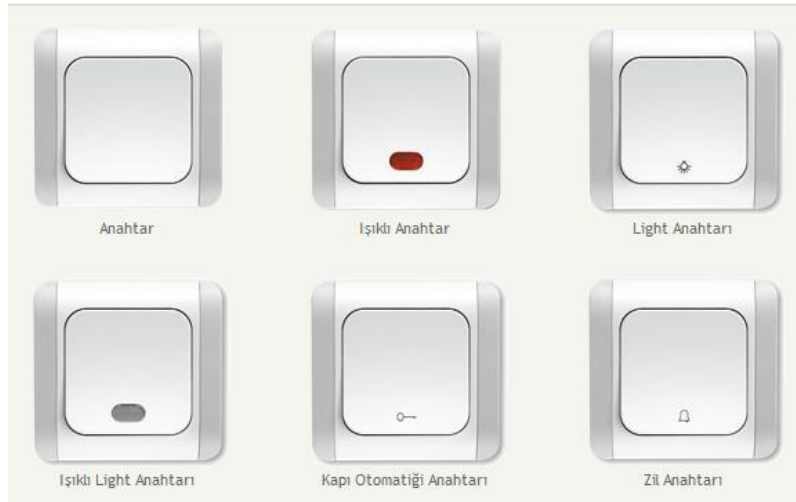 Anahtar
Işıklı Anahtar
Light Anahtarı
Işıklı Light Anahtarı
Kapı Otomatiği Anahtarı
Zil Anahtarı